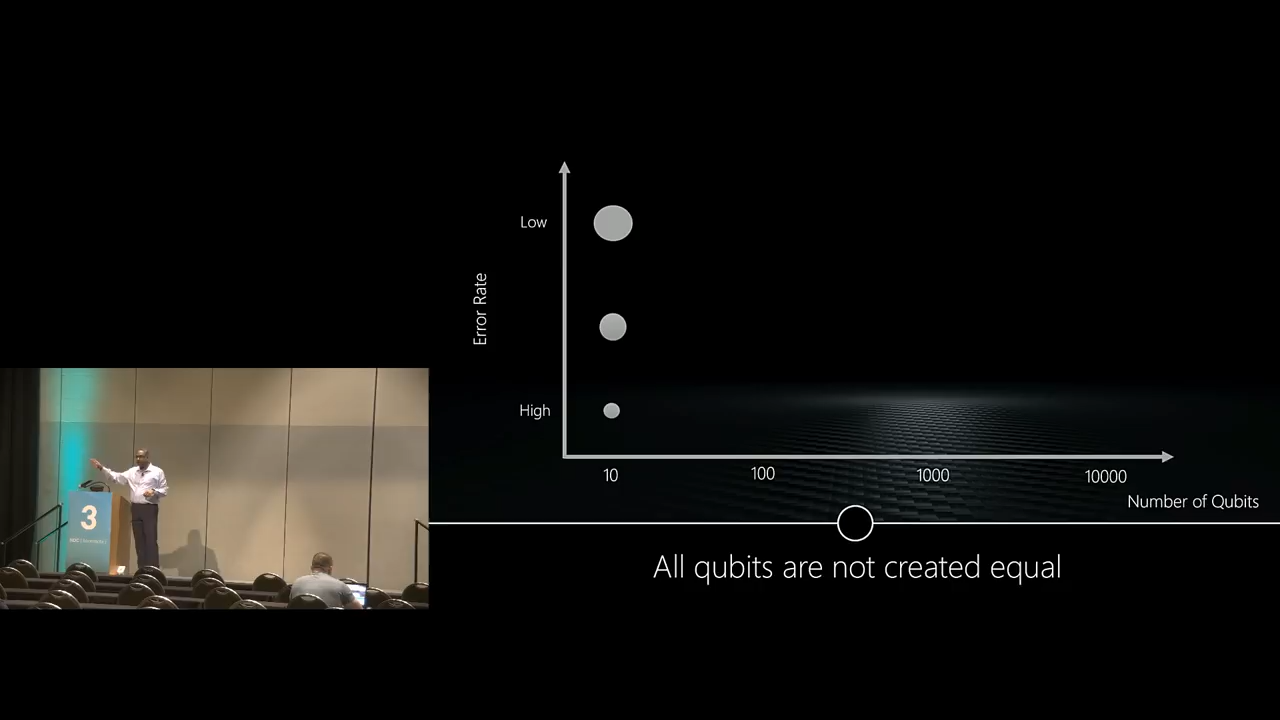 Low
Error Rate
High
10
100
1000
10000
Number of Qubits
All qubits are not created equal
3